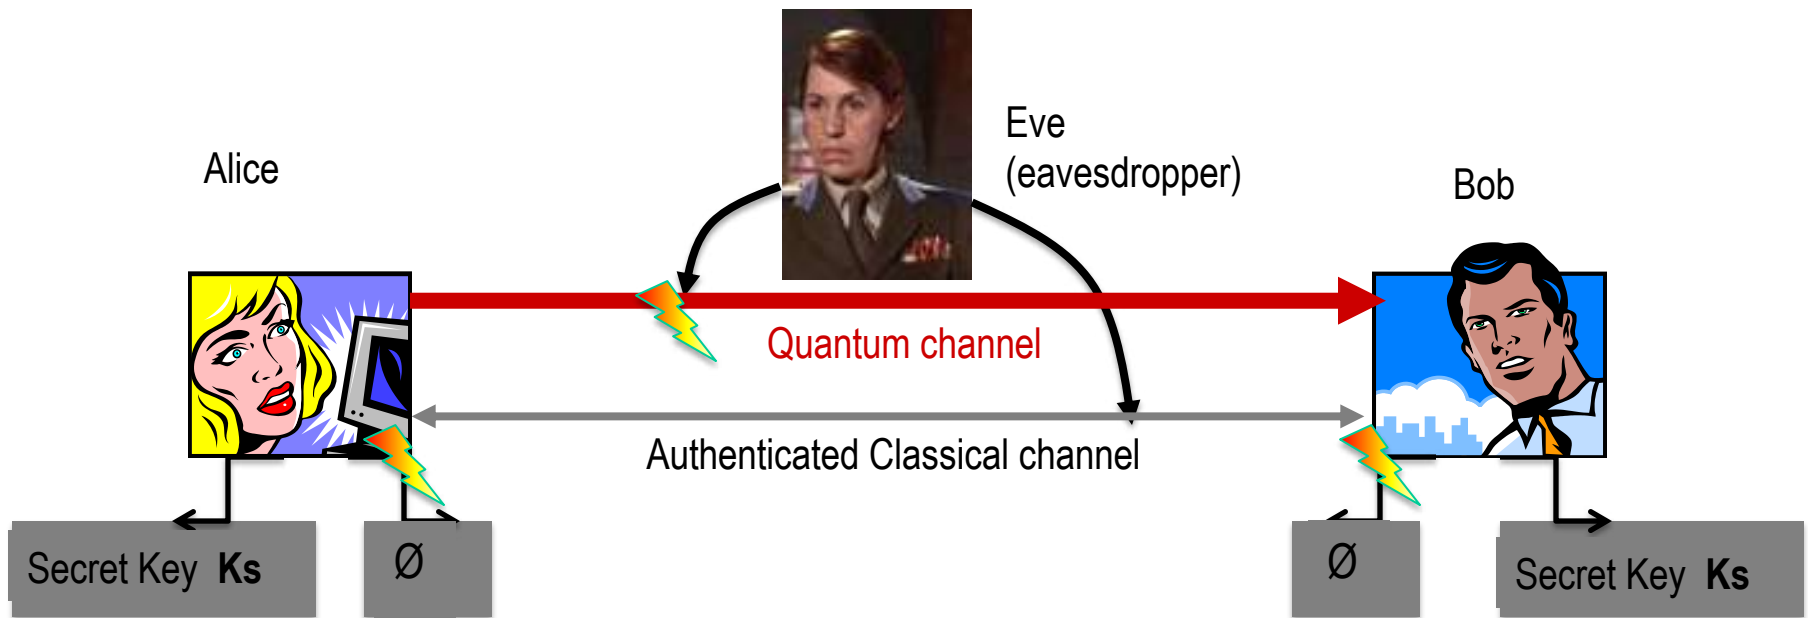 Alice
Eve
(eavesdropper)
Bob
Quantum channel
Authenticated Classical channel
Secret Key Ks
Ø
Ø
Secret Key Ks